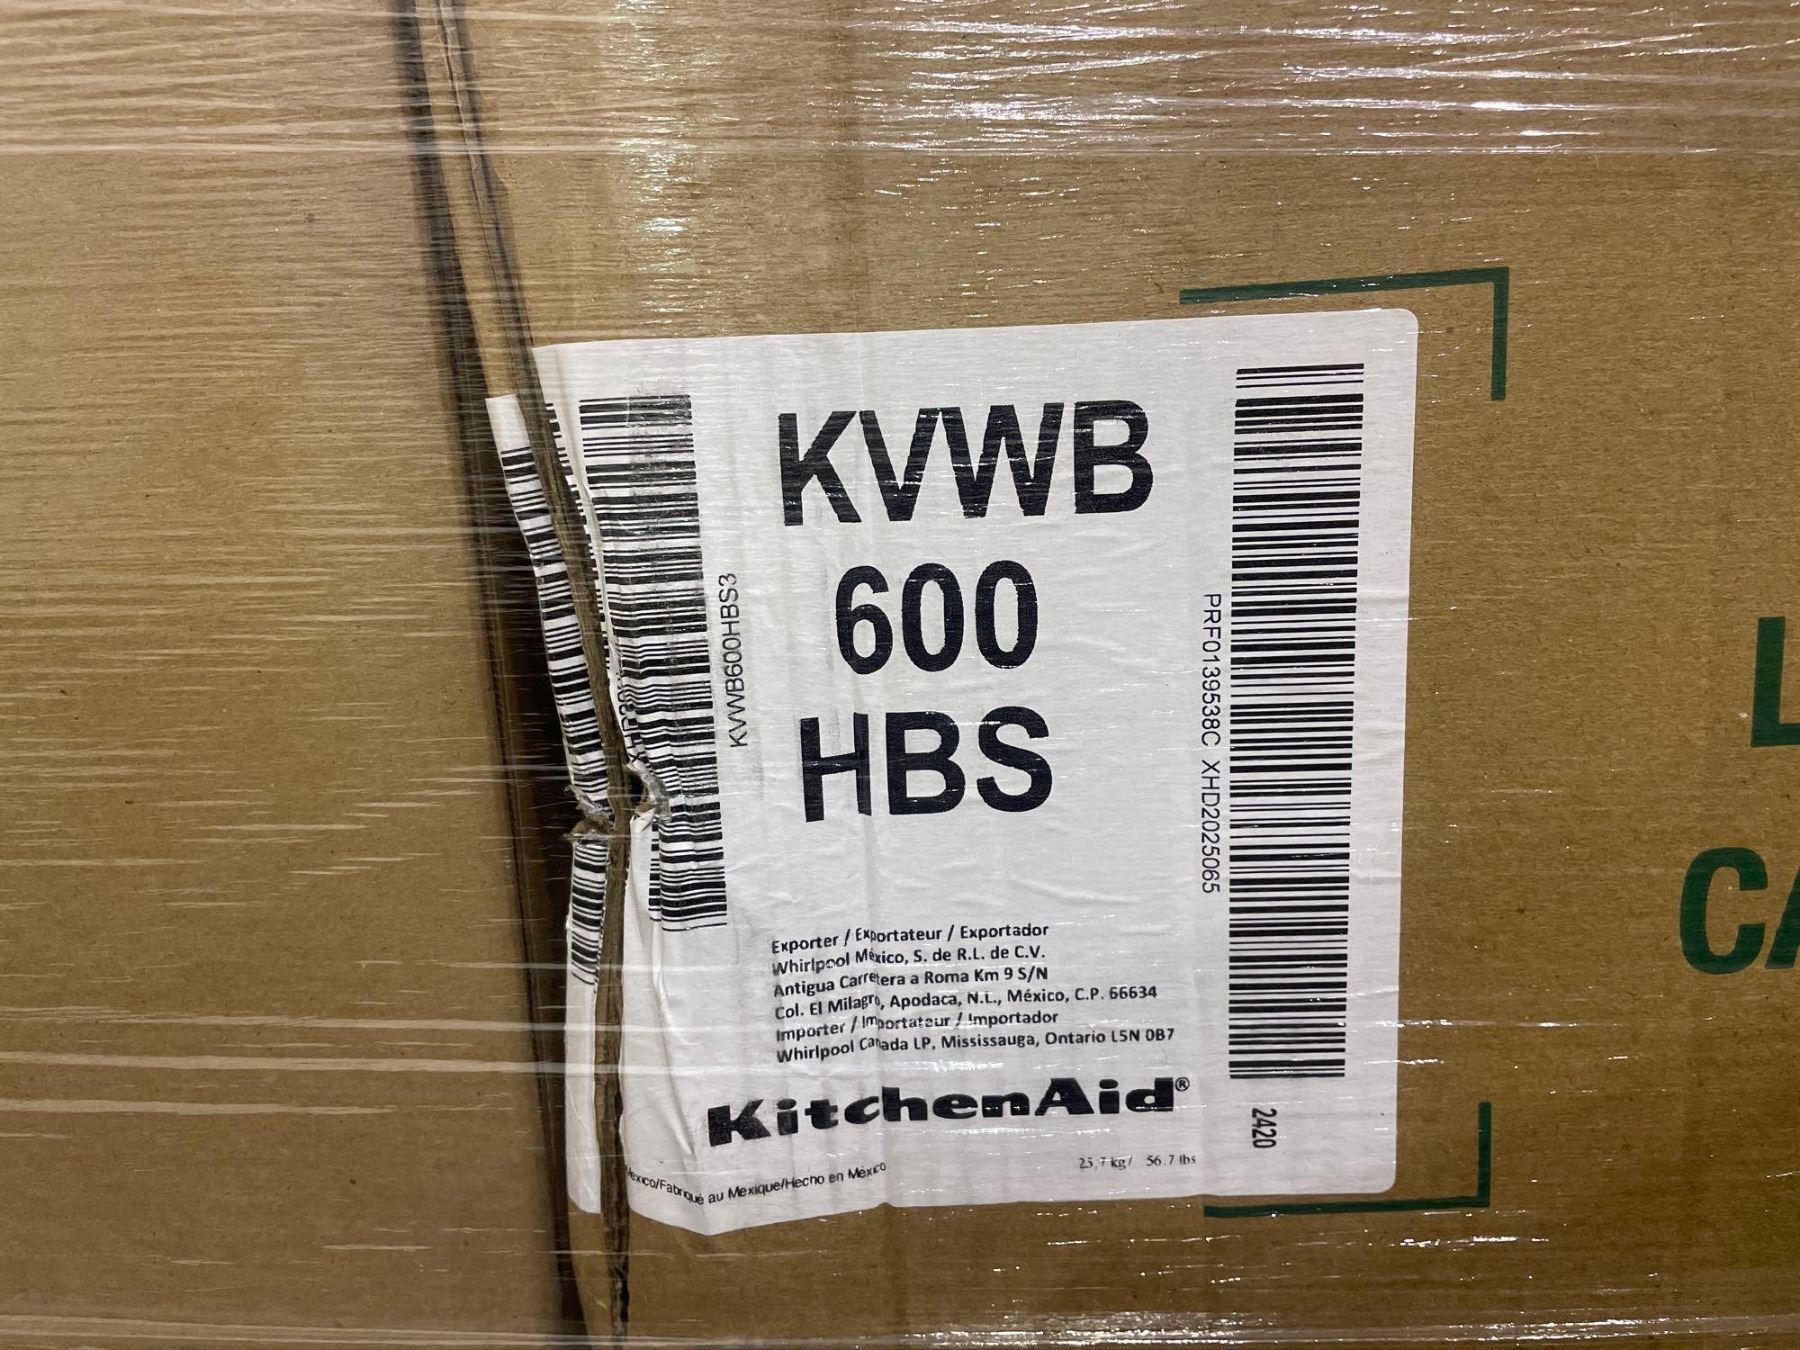 KVWB
600
HBS
KVWB600HBS3
PRF0139538C XHD2025065
Exporter / Exportateur / Exportador
Whirlpool México, S. de R.L. de C.V.
Antigua Carretera a Roma Km 9 S/N
Col. El Milagro, Apodaca, N.L., México, C.P. 66634
Importer / Importateur / Importador
Whirlpool Canada LP, Mississauga, Ontario L5N 0B7
KitchenAid®
2420
25,7 kg/ 56.7 lbs
exico/Fabriqué au Mexique/Hecho en México
L
CA